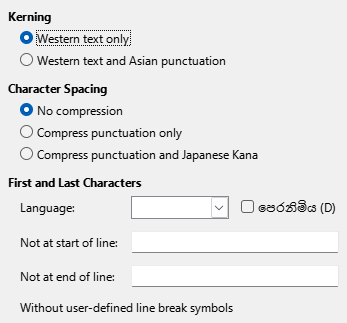 Kerning
Western text only
Western text and Asian punctuation
Character Spacing
No compression
Compress punctuation only
Compress punctuation and Japanese Kana
First and Last Characters
Language: පෙරනිමිය (D)
Not at start of line:
Not at end of line:
Without user-defined line break symbols